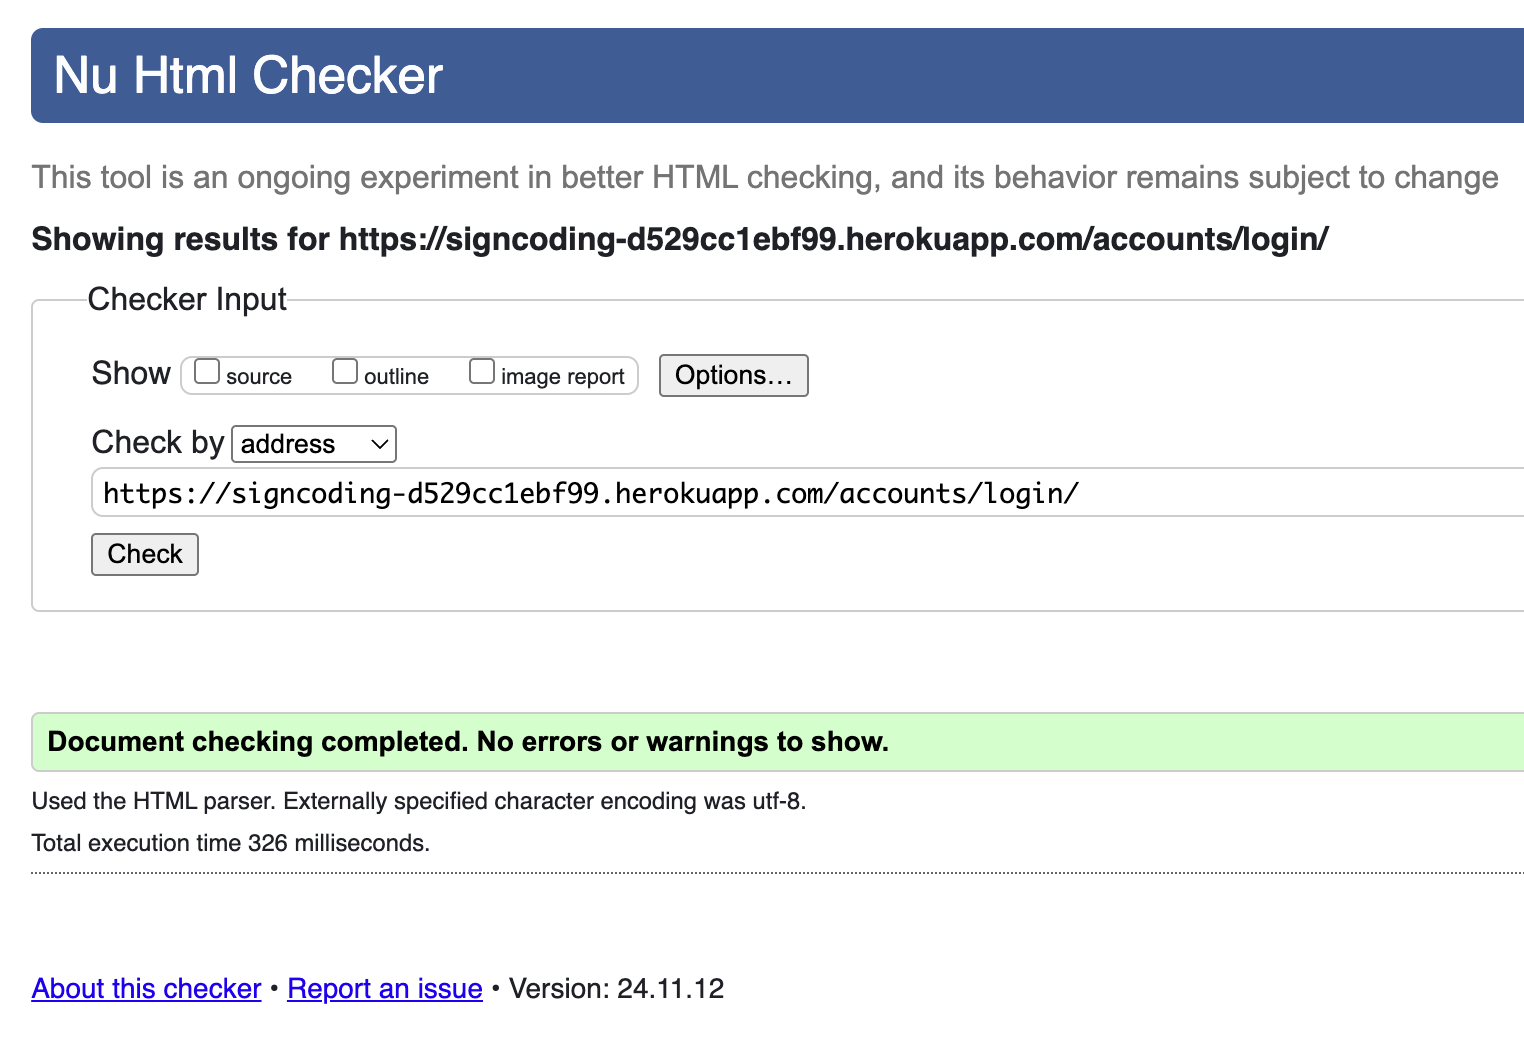 Nu Html Checker
This tool is an ongoing experiment in better HTML checking, and its behavior remains subject to change
Showing results for https://signcoding-d529cc1ebf99.herokuapp.com/accounts/login/
Checker Input
Show source outline image report Options...
Check by address
https://signcoding-d529cc1ebf99.herokuapp.com/accounts/login/
Check
Document checking completed. No errors or warnings to show.
Used the HTML parser. Externally specified character encoding was utf-8.
Total execution time 326 milliseconds.
About this checker • Report an issue • Version: 24.11.12